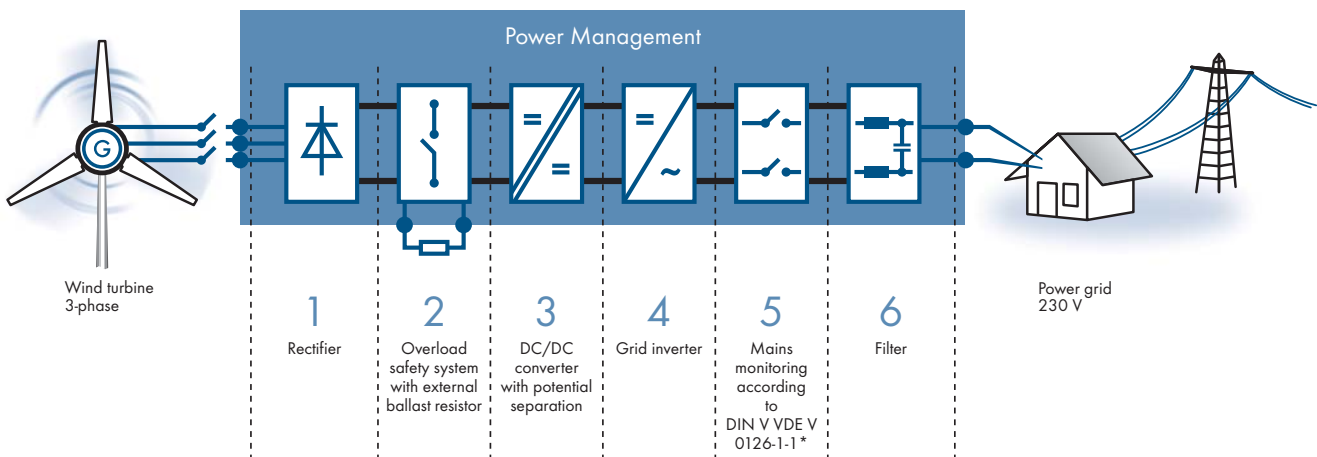 Power Management
G
Wind turbine
3-phase
1
Rectifier
2
Overload
safety system
with external
ballast resistor
3
DC/DC
converter
with potential
separation
4
Grid inverter
5
Mains
monitoring
according
to
DIN V VDE V
0126-1-1*
6
Filter
Power grid
230 V